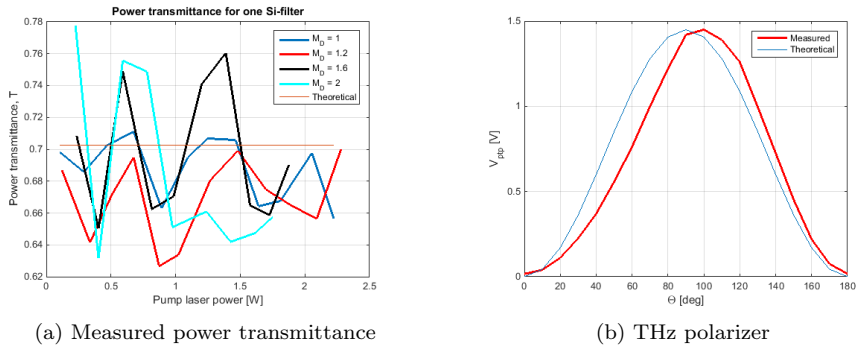 Power transmittance for one Si-filter
0.78
0.76
0.74
0.72
0.7
0.68
0.66
0.64
0.62
Power transmittance, T
0 0.5 1 1.5 2 2.5
Pump laser power [W]
M_D = 1
M_D = 1.2
M_D = 1.6
M_D = 2
Theoretical
(a) Measured power transmittance
1.5
1
0.5
0
V_ptp [V]
0 20 40 60 80 100 120 140 160 180
Θ [deg]
Measured
Theoretical
(b) THz polarizer